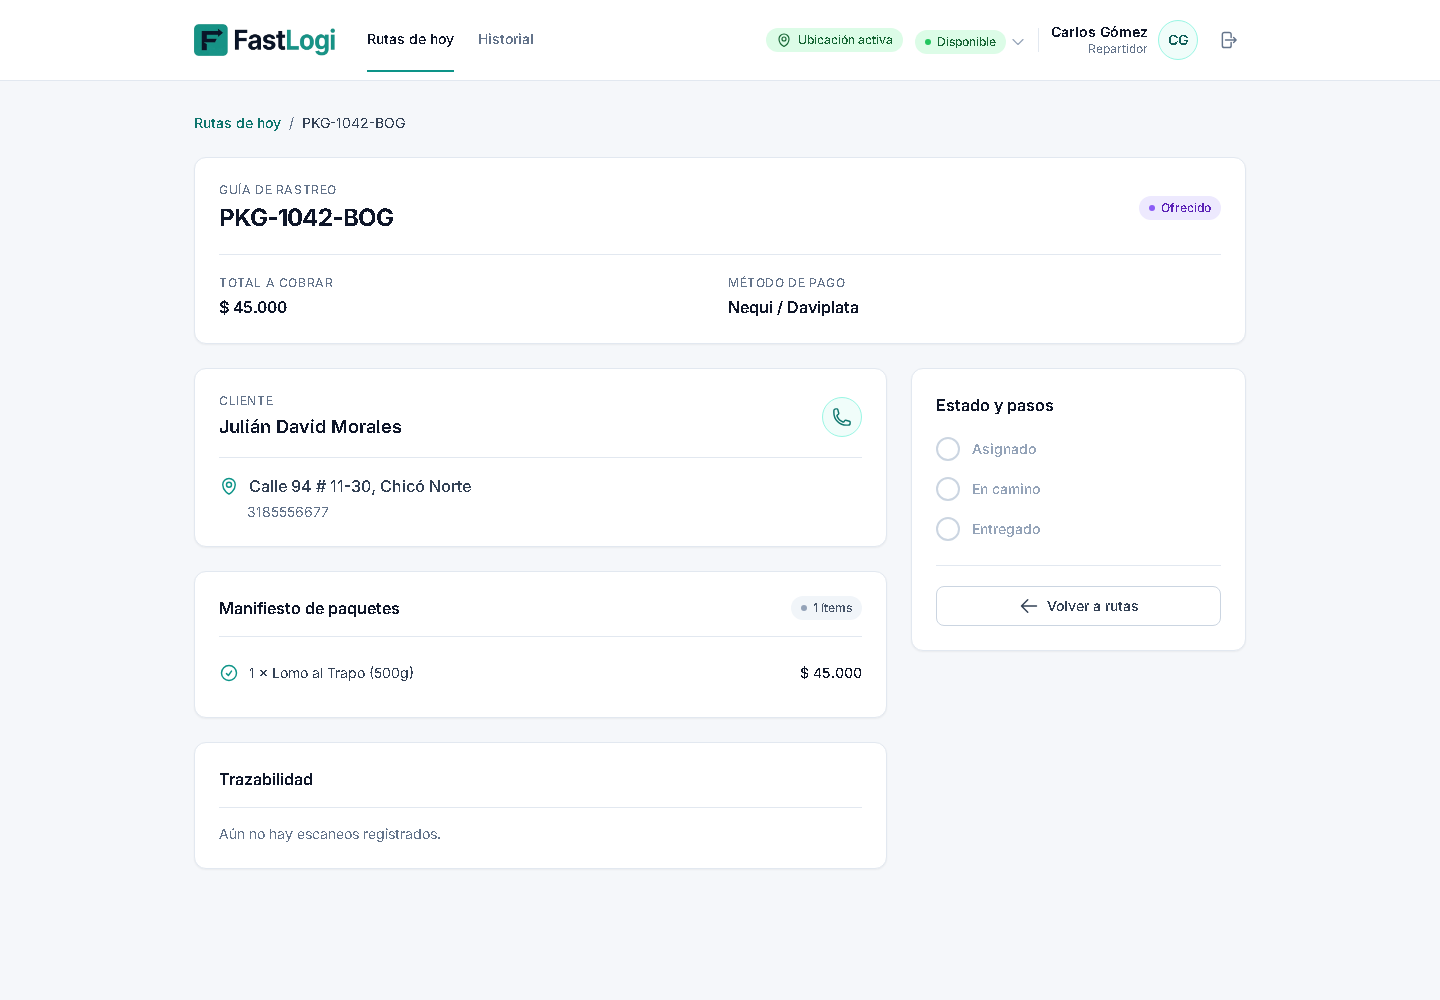 FastLogi
Rutas de hoy
Historial
Ubicación activa
Disponible
Carlos Gómez
Repartidor
CG
Rutas de hoy / PKG-1042-BOG
GUÍA DE RASTREO
PKG-1042-BOG
Ofrecido
TOTAL A COBRAR
$ 45.000
MÉTODO DE PAGO
Nequi / Daviplata
CLIENTE
Julián David Morales
Calle 94 # 11-30, Chicó Norte
3185556677
Manifiesto de paquetes
1 ítems
1 × Lomo al Trapo (500g)
$ 45.000
Trazabilidad
Aún no hay escaneos registrados.
Estado y pasos
Asignado
En camino
Entregado
Volver a rutas